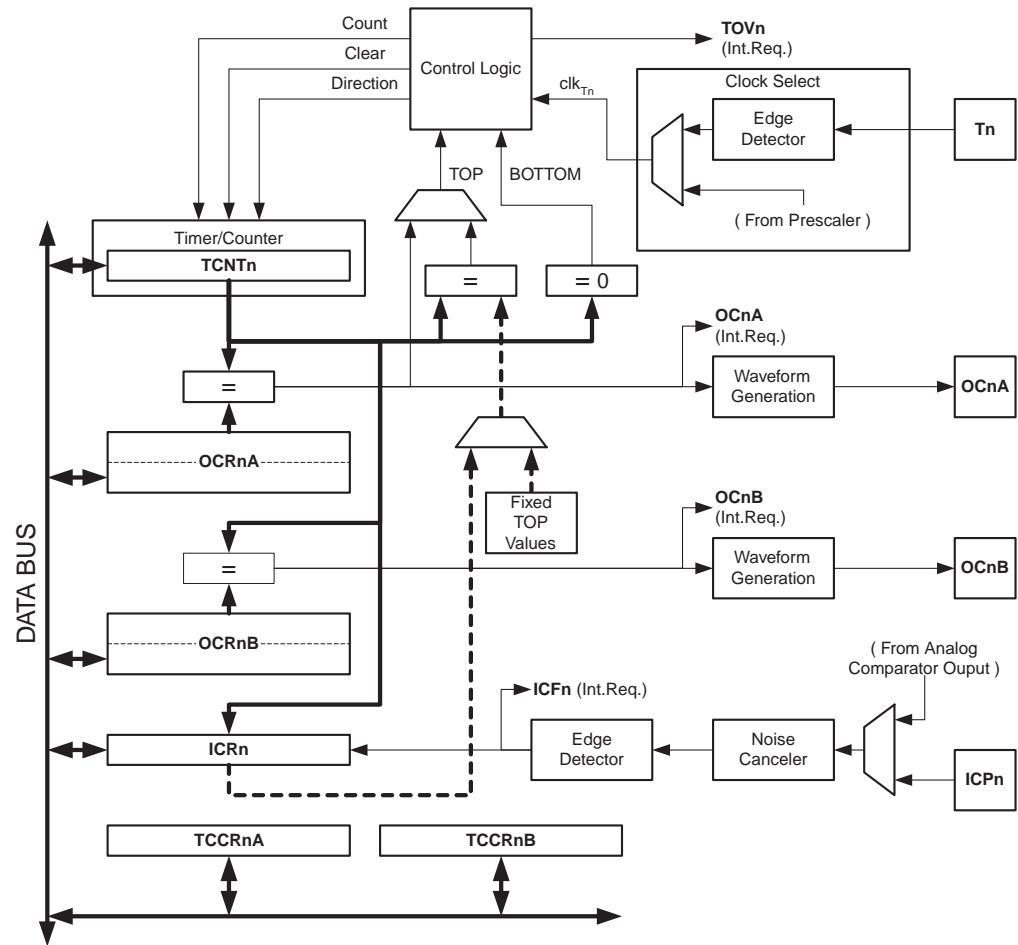 Count
Clear
Direction
Control Logic
TOVn
(Int.Req.)
clkTn
Clock Select
Edge
Detector
Tn
( From Prescaler )
TOP
BOTTOM
Timer/Counter
TCNTn
=
= 0
OCnA
(Int.Req.)
=
Waveform
Generation
OCnA
OCRnA
Fixed
TOP
Values
OCnB
(Int.Req.)
=
Waveform
Generation
OCnB
OCRnB
DATA BUS
( From Analog
Comparator Ouput )
ICFn (Int.Req.)
ICRn
Edge
Detector
Noise
Canceler
ICPn
TCCRnA
TCCRnB